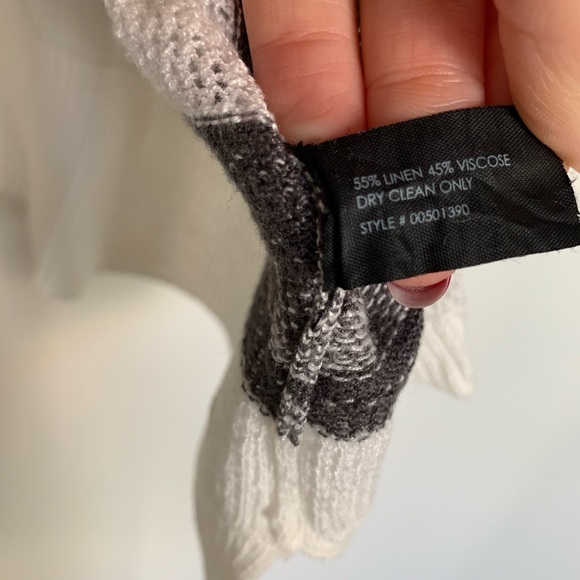 55% LINEN 45% VISCOSE
DRY CLEAN ONLY
STYLE # 00501390